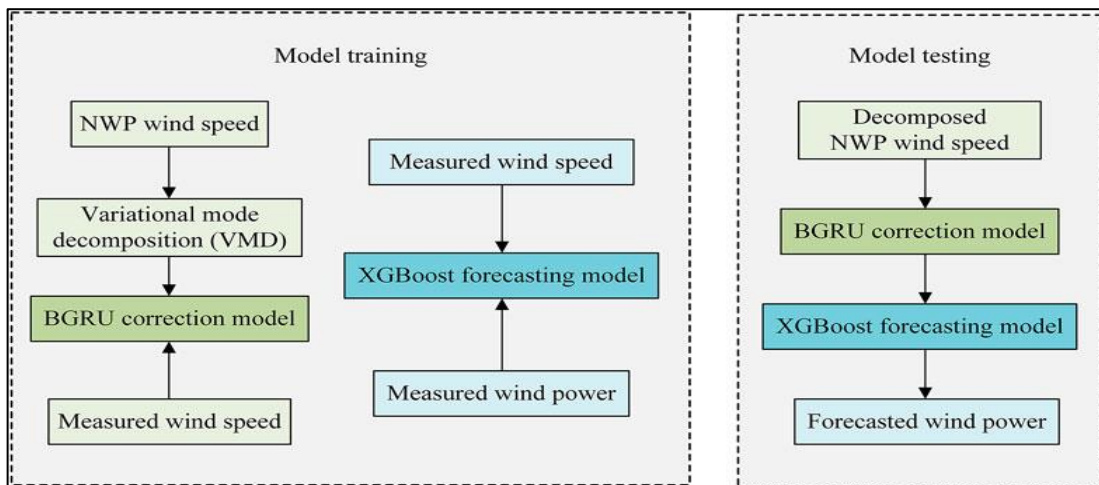 Model training
NWP wind speed
Variational mode
decomposition (VMD)
BGRU correction model
Measured wind speed
Measured wind speed
XGBoost forecasting model
Measured wind power
Model testing
Decomposed
NWP wind speed
BGRU correction model
XGBoost forecasting model
Forecasted wind power